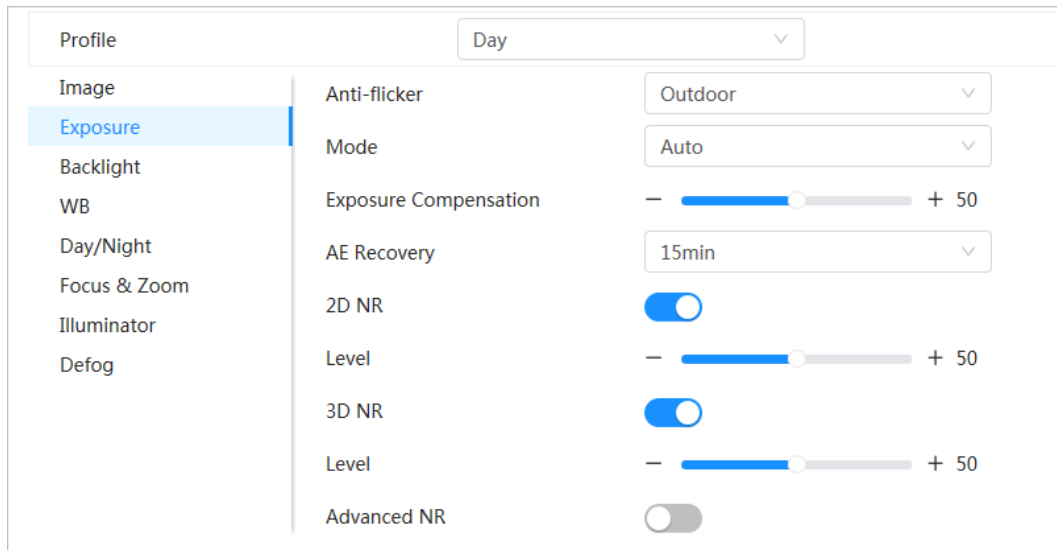 Profile Day
Image
Exposure
Backlight
WB
Day/Night
Focus & Zoom
Illuminator
Defog
Anti-flicker Outdoor
Mode Auto
Exposure Compensation − + 50
AE Recovery 15min
2D NR
Level − + 50
3D NR
Level − + 50
Advanced NR